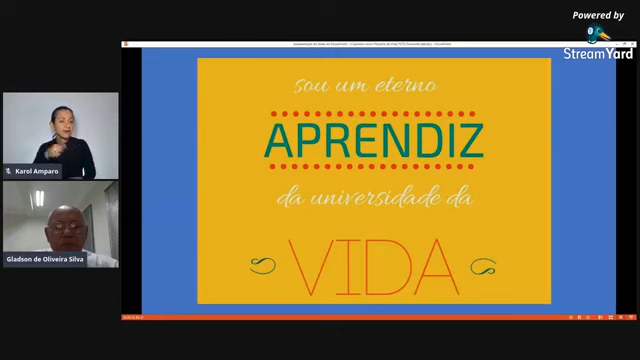 Powered by
StreamYard
sou um eterno
APRENDIZ
da universidade da
VIDA
Karol Amparo
Gladson de Oliveira Silva